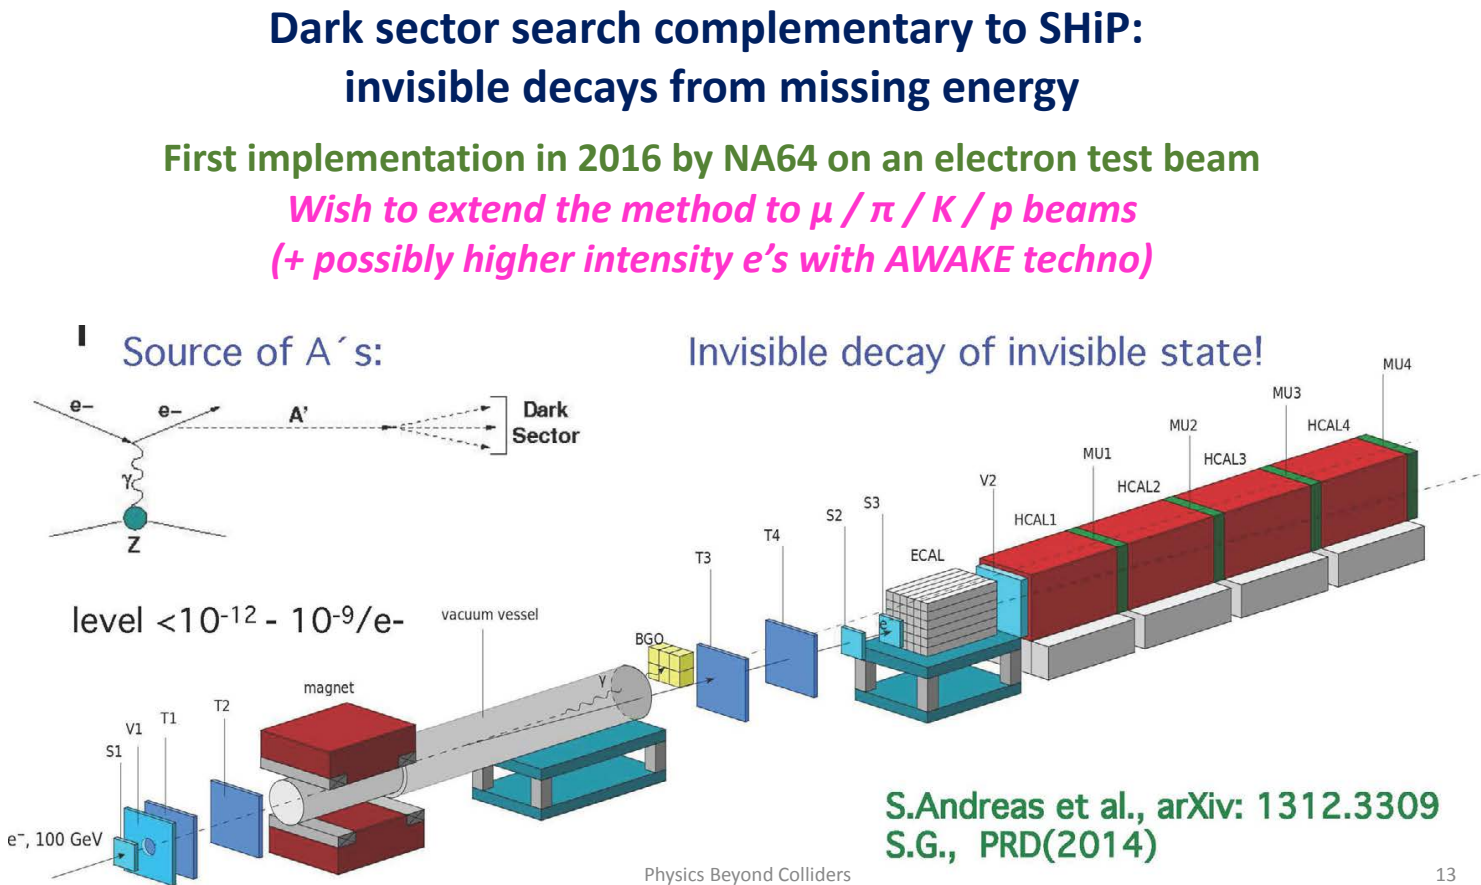 Dark sector search complementary to SHiP:
invisible decays from missing energy
First implementation in 2016 by NA64 on an electron test beam
Wish to extend the method to μ / π / K / p beams
(+ possibly higher intensity e's with AWAKE techno)
Source of A´s:
Invisible decay of invisible state!
e−
e−
A'
Dark
Sector
γ
Z
level <10-12 - 10-9/e-
MU4
MU3
HCAL4
MU2
HCAL3
MU1
HCAL2
V2
HCAL1
S3
S2
ECAL
e⁻
T4
T3
BGO
vacuum vessel
γ
magnet
T2
T1
V1
S1
e⁻, 100 GeV
S.Andreas et al., arXiv: 1312.3309
S.G., PRD(2014)
Physics Beyond Colliders
13